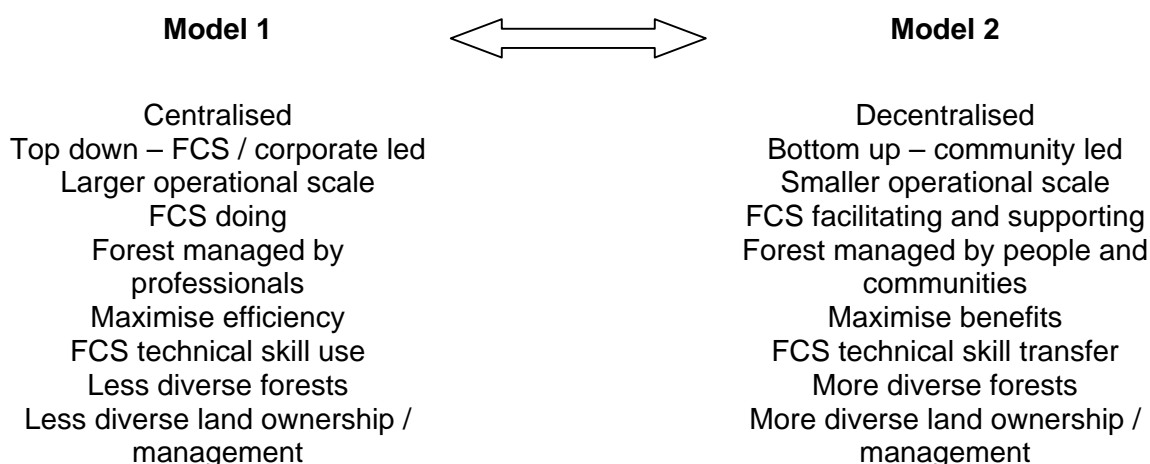 Model 1
Model 2
Centralised
Top down – FCS / corporate led
Larger operational scale
FCS doing
Forest managed by
professionals
Maximise efficiency
FCS technical skill use
Less diverse forests
Less diverse land ownership /
management
Decentralised
Bottom up – community led
Smaller operational scale
FCS facilitating and supporting
Forest managed by people and
communities
Maximise benefits
FCS technical skill transfer
More diverse forests
More diverse land ownership /
management